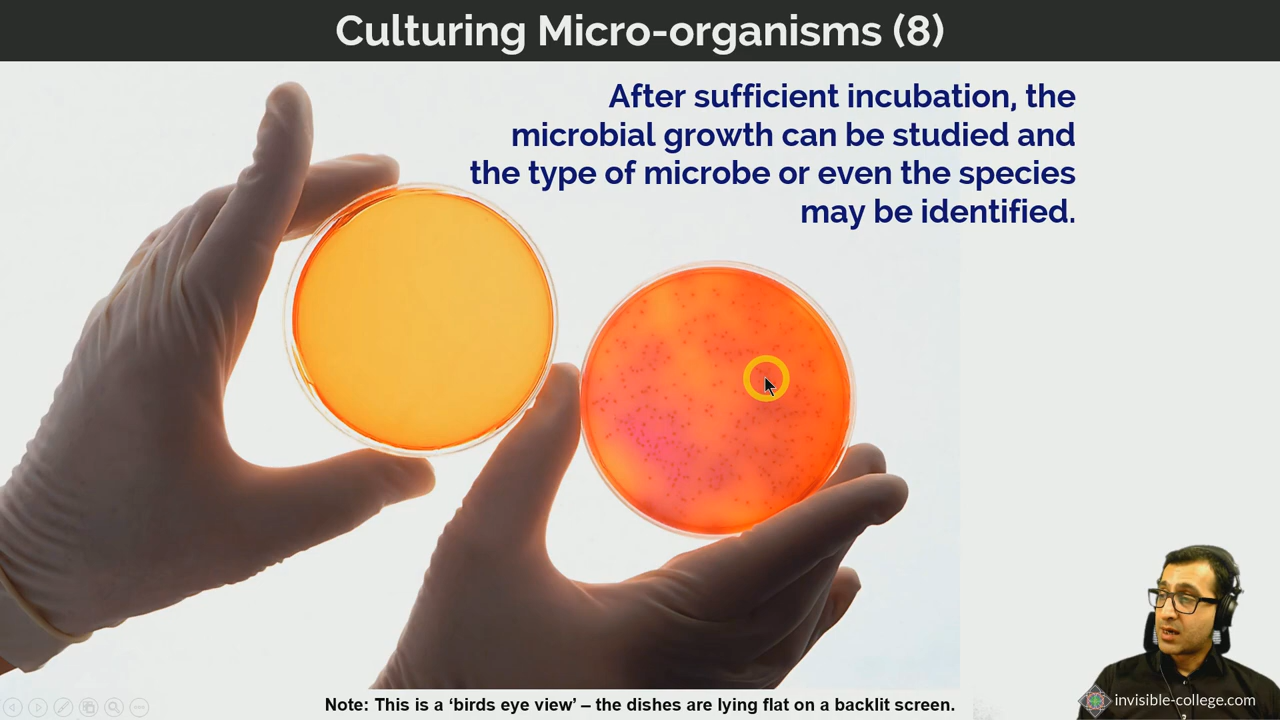 Culturing Micro-organisms (8)
After sufficient incubation, the
microbial growth can be studied and
the type of microbe or even the species
may be identified.
Note: This is a ‘birds eye view’ – the dishes are lying flat on a backlit screen.
invisible-college.com